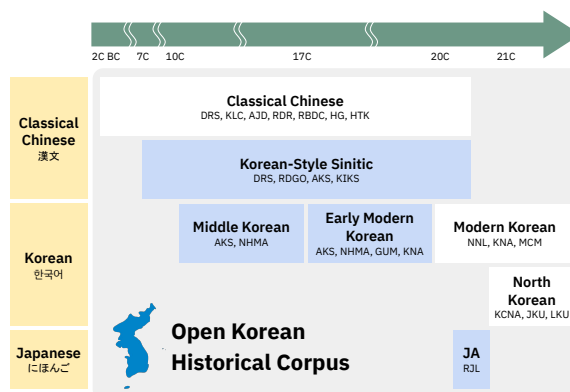 2C BC 7C 10C 17C 20C 21C
Classical
Chinese
漢文
Classical Chinese
DRS, KLC, AJD, RDR, RBDC, HG, HTK
Korean-Style Sinitic
DRS, RDGO, AKS, KIKS
Korean
한국어
Middle Korean
AKS, NHMA
Early Modern
Korean
AKS, NHMA, GUM, KNA
Modern Korean
NNL, KNA, MCM
North
Korean
KCNA, JKU, LKU
Japanese
にほんご
Open Korean
Historical Corpus
JA
RJL